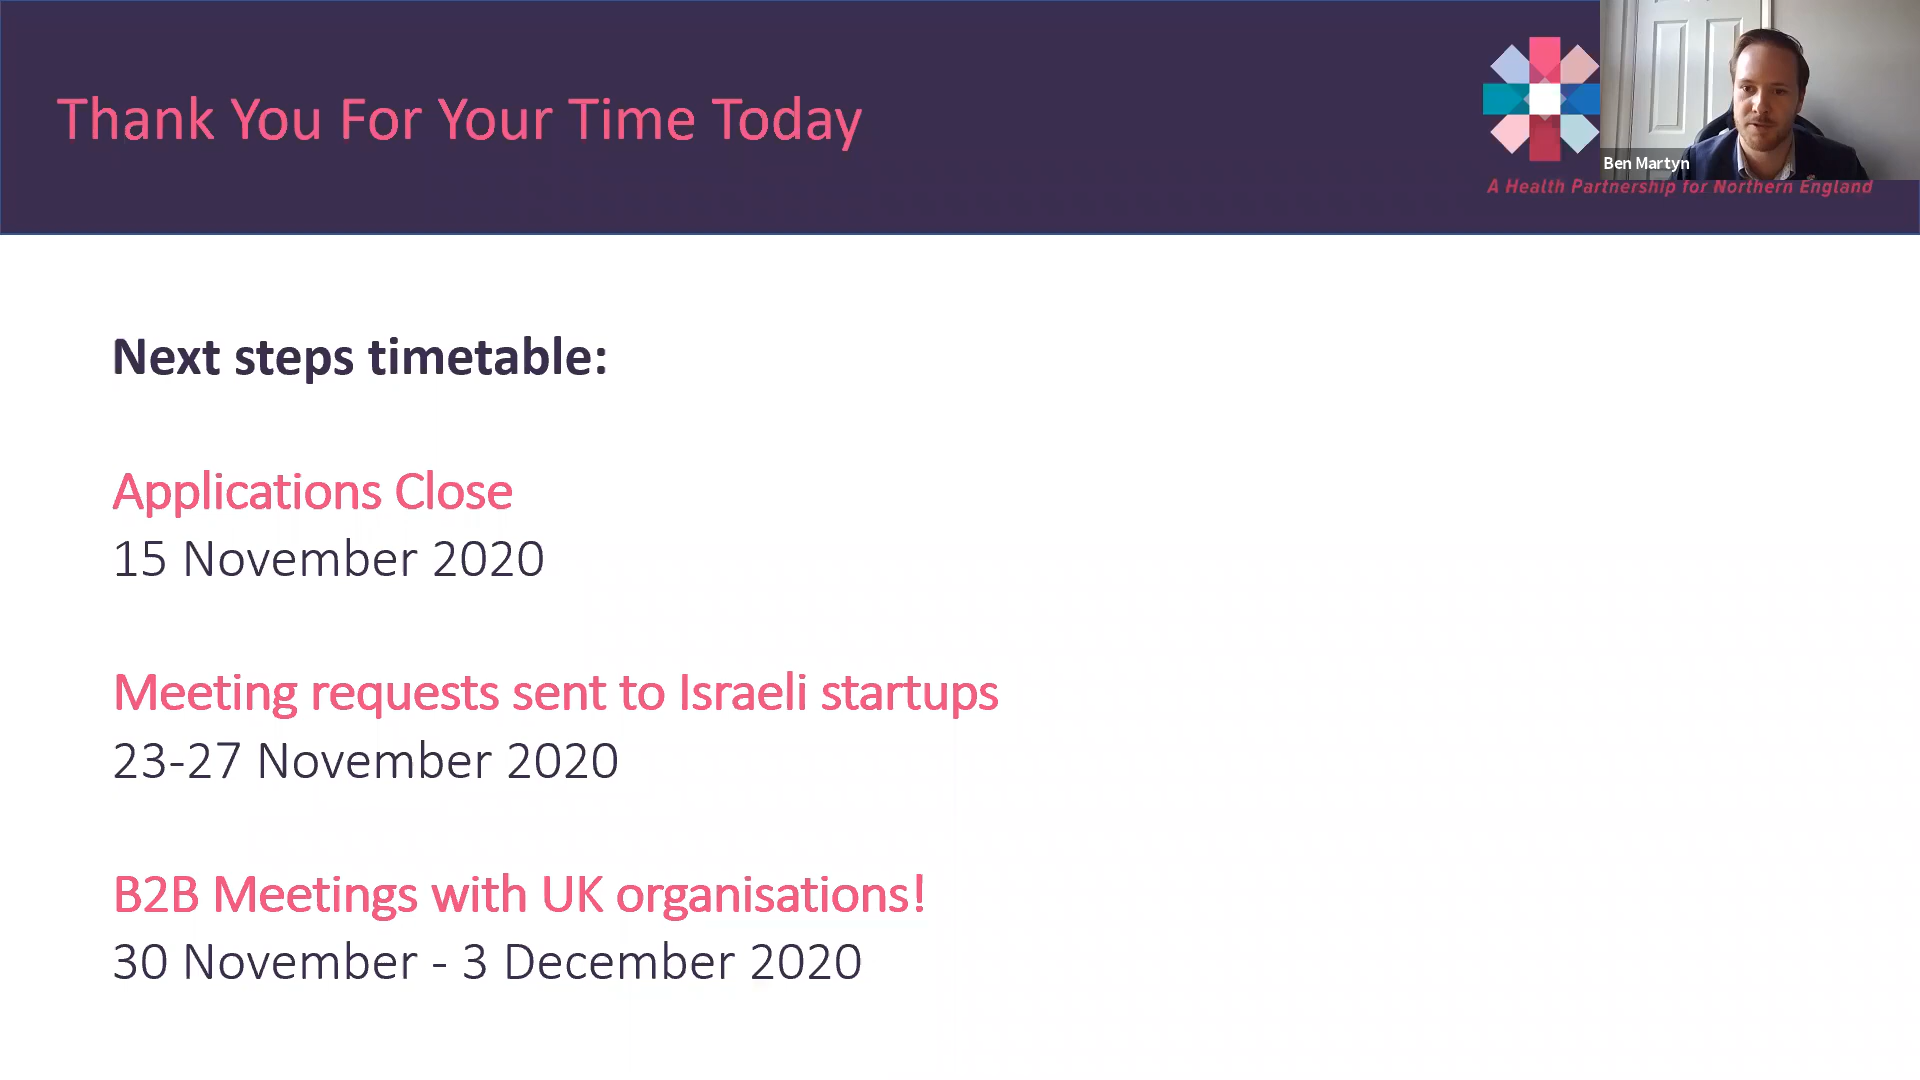 Thank You For Your Time Today
Ben Martyn
A Health Partnership for Northern England
Next steps timetable:
Applications Close
15 November 2020
Meeting requests sent to Israeli startups
23-27 November 2020
B2B Meetings with UK organisations!
30 November - 3 December 2020